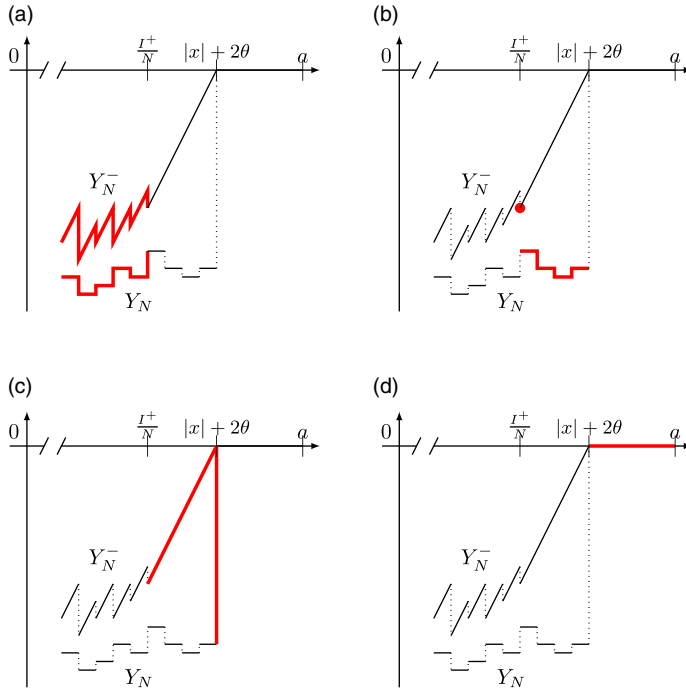 (a) (b)
0 I⁺/N |x| + 2θ a 0 I⁺/N |x| + 2θ a
Y_N^- Y_N^-
Y_N Y_N
(c) (d)
0 I⁺/N |x| + 2θ a 0 I⁺/N |x| + 2θ a
Y_N^- Y_N^-
Y_N Y_N